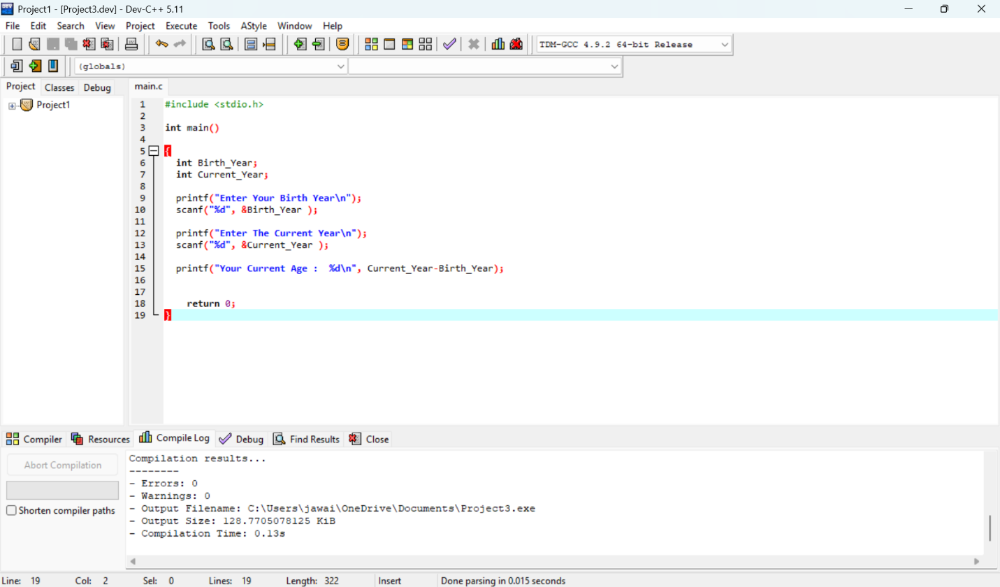 Project1 - [Project3.dev] - Dev-C++ 5.11
File Edit Search View Project Execute Tools AStyle Window Help
TDM-GCC 4.9.2 64-bit Release
(globals)
Project Classes Debug
main.c
Project1
1 #include <stdio.h>
2
3 int main()
4
5 {
6 int Birth_Year;
7 int Current_Year;
8
9 printf("Enter Your Birth Year\n");
10 scanf("%d", &Birth_Year );
11
12 printf("Enter The Current Year\n");
13 scanf("%d", &Current_Year );
14
15 printf("Your Current Age :  %d\n", Current_Year-Birth_Year);
16
17
18 return 0;
19 }
Compiler Resources Compile Log Debug Find Results Close
Abort Compilation
Shorten compiler paths
Compilation results...
--------
- Errors: 0
- Warnings: 0
- Output Filename: C:\Users\jawai\OneDrive\Documents\Project3.exe
- Output Size: 128.7705078125 KiB
- Compilation Time: 0.13s
Line: 19 Col: 2 Sel: 0 Lines: 19 Length: 322 Insert Done parsing in 0.015 seconds